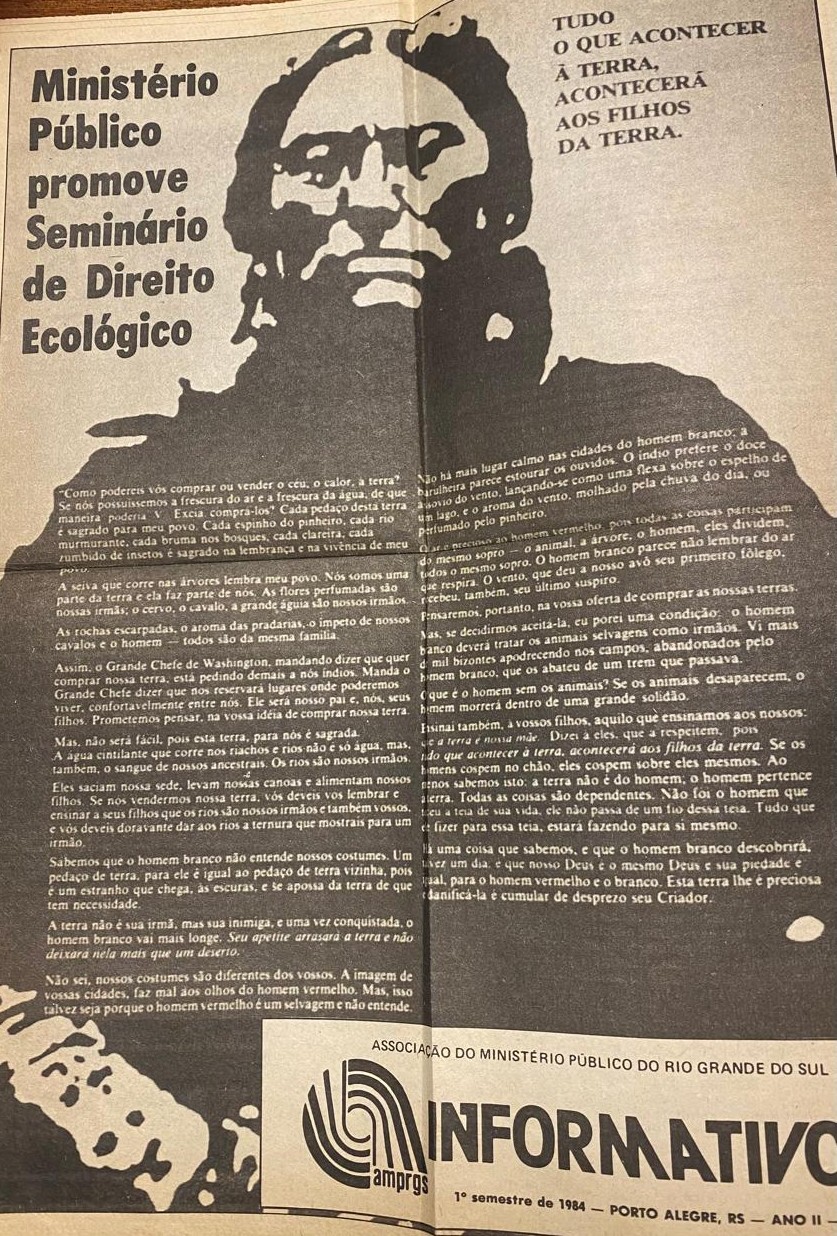 Ministério
Público
promove
Seminário
de Direito
Ecológico
TUDO
O QUE ACONTECER
À TERRA,
ACONTECERÁ
AOS FILHOS
DA TERRA.
"Como podereis vós comprar ou vender o céu, o calor, a terra?
Se nós possuíssemos a frescura do ar e a frescura da água, de que
maneira poderia V. Excia. comprá-los? Cada pedaço desta terra
é sagrado para meu povo. Cada espinho do pinheiro, cada rio
murmurante, cada bruma nos bosques, cada clareira, cada
zumbido de insetos é sagrado na lembrança e na vivência de meu
povo.
A seiva que corre nas árvores lembra meu povo. Nós somos uma
parte da terra e ela faz parte de nós. As flores perfumadas são
nossas irmãs; o cervo, o cavalo, a grande águia são nossos irmãos.
As rochas escarpadas, o aroma das pradarias, o ímpeto de nossos
cavalos e o homem — todos são da mesma família.
Assim, o Grande Chefe de Washington, mandando dizer que quer
comprar nossa terra, está pedindo demais a nós índios. Manda o
Grande Chefe dizer que nos reservará lugares onde poderemos
viver, confortavelmente entre nós. Ele será nosso pai e, nós, seus
filhos. Prometemos pensar, na vossa idéia de comprar nossa terra.
Mas, não será fácil, pois esta terra, para nós é sagrada.
A água cintilante que corre nos riachos e rios não é só água, mas,
também, o sangue de nossos ancestrais. Os rios são nossos irmãos.
Eles saciam nossa sede, levam nossas canoas e alimentam nossos
filhos. Se nós vendermos nossa terra, vós deveis vos lembrar e
ensinar a seus filhos que os rios são nossos irmãos e também vossos,
e vós deveis doravante dar aos rios a ternura que mostrais para um
irmão.
Sabemos que o homem branco não entende nossos costumes. Um
pedaço de terra, para ele é igual ao pedaço de terra vizinha, pois
é um estranho que chega, às escuras, e se apossa da terra de que
tem necessidade.
A terra não é sua irmã, mas sua inimiga, e uma vez conquistada, o
homem branco vai mais longe. Seu apetite arrasará a terra e não
deixará nela mais que um deserto.
Não sei, nossos costumes são diferentes dos vossos. A imagem de
vossas cidades, faz mal aos olhos do homem vermelho. Mas, isso
talvez seja porque o homem vermelho é um selvagem e não entende.
Não há mais lugar calmo nas cidades do homem branco; a
barulheira parece estourar os ouvidos. O índio prefere o doce
assovio do vento, lançando-se como uma flexa sobre o espelho de
um lago, e o aroma do vento, molhado pela chuva do dia, ou
perfumado pelo pinheiro.
O ar é precioso ao homem vermelho, pois todas as coisas participam
do mesmo sopro — o animal, a árvore, o homem, eles dividem,
todos o mesmo sopro. O homem branco parece não lembrar do ar
que respira. O vento, que deu a nosso avô seu primeiro fôlego,
recebeu, também, seu último suspiro.
Pensaremos, portanto, na vossa oferta de comprar as nossas terras.
Mas, se decidirmos aceitá-la, eu porei uma condição: o homem
branco deverá tratar os animais selvagens como irmãos. Vi mais
mil bizontes apodrecendo nos campos, abandonados pelo
homem branco, que os abateu de um trem que passava.
que é o homem sem os animais? Se os animais desaparecem, o
homem morrerá dentro de uma grande solidão.
Ensinai também, à vossos filhos, aquilo que ensinamos aos nossos:
a terra é nossa mãe. Dizei à eles, que a respeitem, pois
do que acontecer à terra, acontecerá aos filhos da terra. Se os
homens cospem no chão, eles cospem sobre eles mesmos. Ao
menos sabemos isto: a terra não é do homem; o homem pertence
à terra. Todas as coisas são dependentes. Não foi o homem que
teceu a teia de sua vida, ele não passa de um fio dessa teia. Tudo que
fizer para essa teia, estará fazendo para si mesmo.
uma coisa que sabemos, e que o homem branco descobrirá,
talvez um dia: é que nosso Deus é o mesmo Deus e sua piedade é
igual, para o homem vermelho e o branco. Esta terra lhe é preciosa
danificá-la é cumular de desprezo seu Criador.
ASSOCIAÇÃO DO MINISTÉRIO PÚBLICO DO RIO GRANDE DO SUL
amprgs
INFORMATIVO
1º semestre de 1984 — PORTO ALEGRE, RS — ANO II —